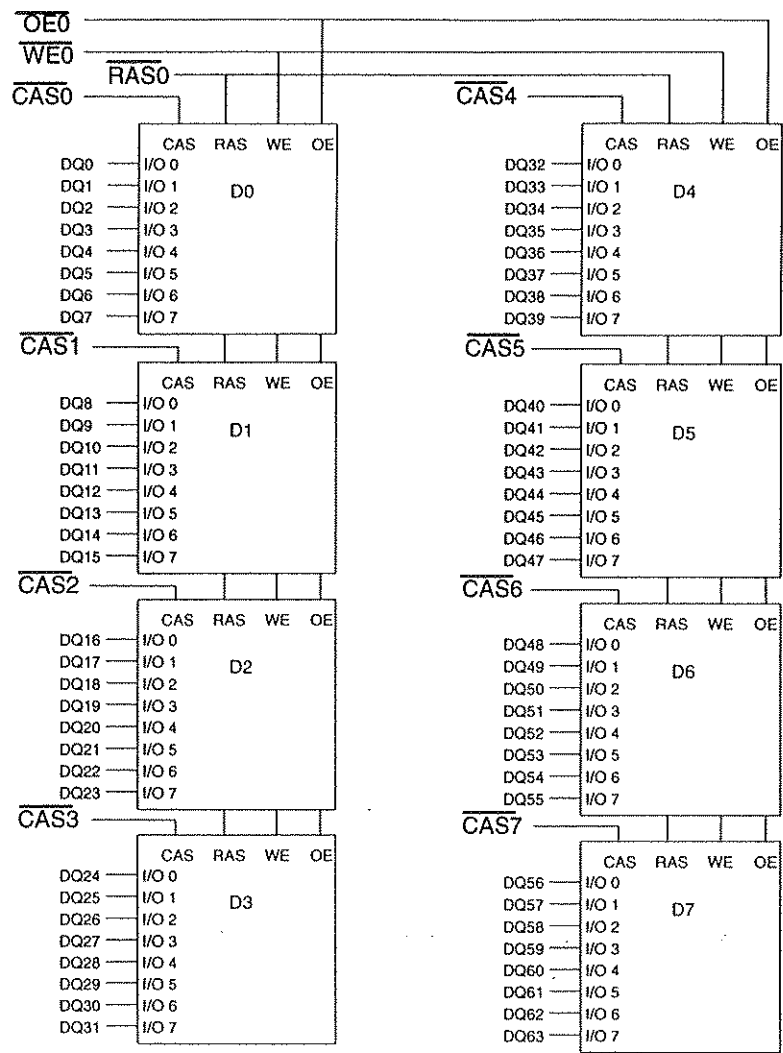 OE0
WE0
RAS0
CAS0
CAS RAS WE OE
D0
DQ0 I/O 0
DQ1 I/O 1
DQ2 I/O 2
DQ3 I/O 3
DQ4 I/O 4
DQ5 I/O 5
DQ6 I/O 6
DQ7 I/O 7
CAS1
CAS RAS WE OE
D1
DQ8 I/O 0
DQ9 I/O 1
DQ10 I/O 2
DQ11 I/O 3
DQ12 I/O 4
DQ13 I/O 5
DQ14 I/O 6
DQ15 I/O 7
CAS2
CAS RAS WE OE
D2
DQ16 I/O 0
DQ17 I/O 1
DQ18 I/O 2
DQ19 I/O 3
DQ20 I/O 4
DQ21 I/O 5
DQ22 I/O 6
DQ23 I/O 7
CAS3
CAS RAS WE OE
D3
DQ24 I/O 0
DQ25 I/O 1
DQ26 I/O 2
DQ27 I/O 3
DQ28 I/O 4
DQ29 I/O 5
DQ30 I/O 6
DQ31 I/O 7
CAS4
CAS RAS WE OE
D4
DQ32 I/O 0
DQ33 I/O 1
DQ34 I/O 2
DQ35 I/O 3
DQ36 I/O 4
DQ37 I/O 5
DQ38 I/O 6
DQ39 I/O 7
CAS5
CAS RAS WE OE
D5
DQ40 I/O 0
DQ41 I/O 1
DQ42 I/O 2
DQ43 I/O 3
DQ44 I/O 4
DQ45 I/O 5
DQ46 I/O 6
DQ47 I/O 7
CAS6
CAS RAS WE OE
D6
DQ48 I/O 0
DQ49 I/O 1
DQ50 I/O 2
DQ51 I/O 3
DQ52 I/O 4
DQ53 I/O 5
DQ54 I/O 6
DQ55 I/O 7
CAS7
CAS RAS WE OE
D7
DQ56 I/O 0
DQ57 I/O 1
DQ58 I/O 2
DQ59 I/O 3
DQ60 I/O 4
DQ61 I/O 5
DQ62 I/O 6
DQ63 I/O 7